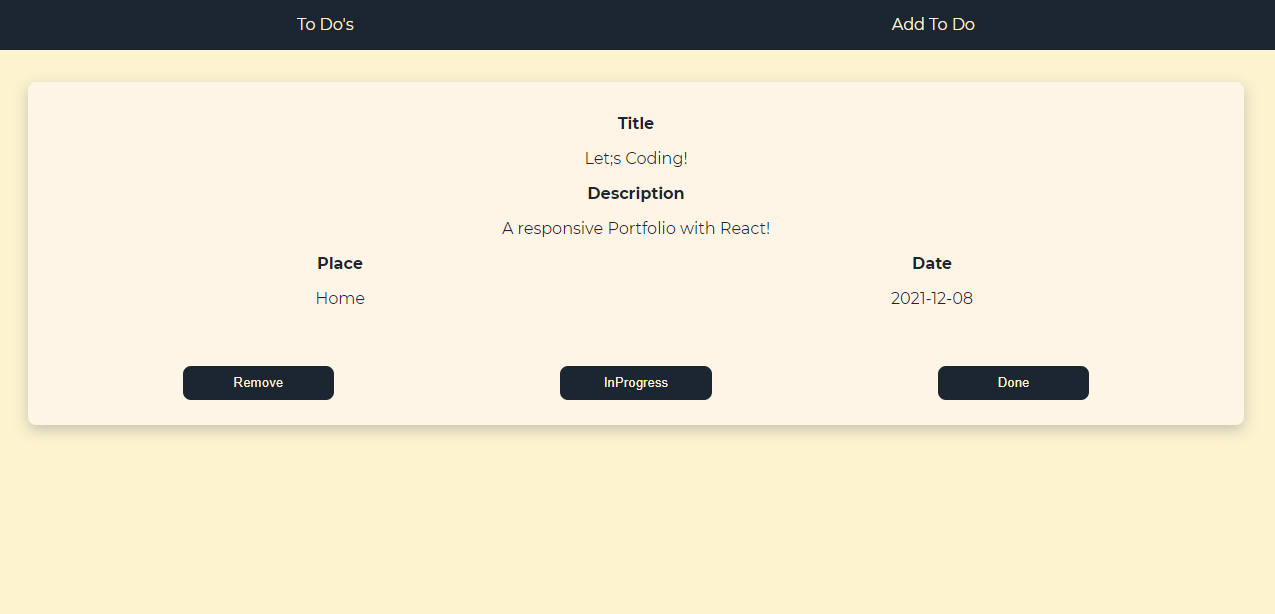 To Do's Add To Do
Title
Let;s Coding!
Description
A responsive Portfolio with React!
Place Date
Home 2021-12-08
Remove InProgress Done